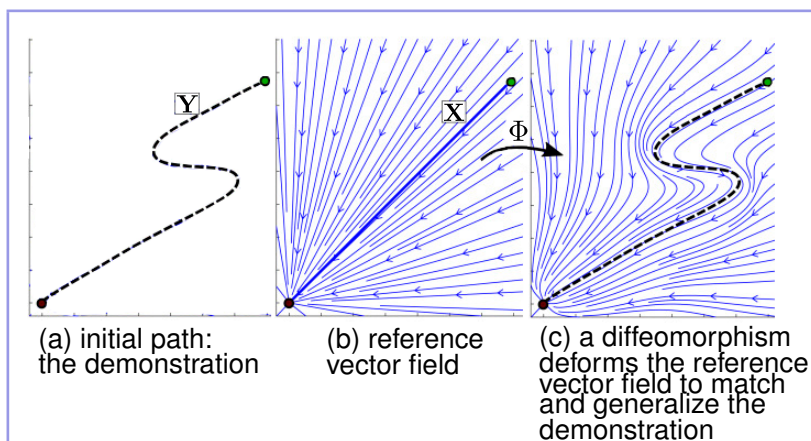 Y
X
Φ
(a) initial path:
the demonstration
(b) reference
vector field
(c) a diffeomorphism
deforms the reference
vector field to match
and generalize the
demonstration